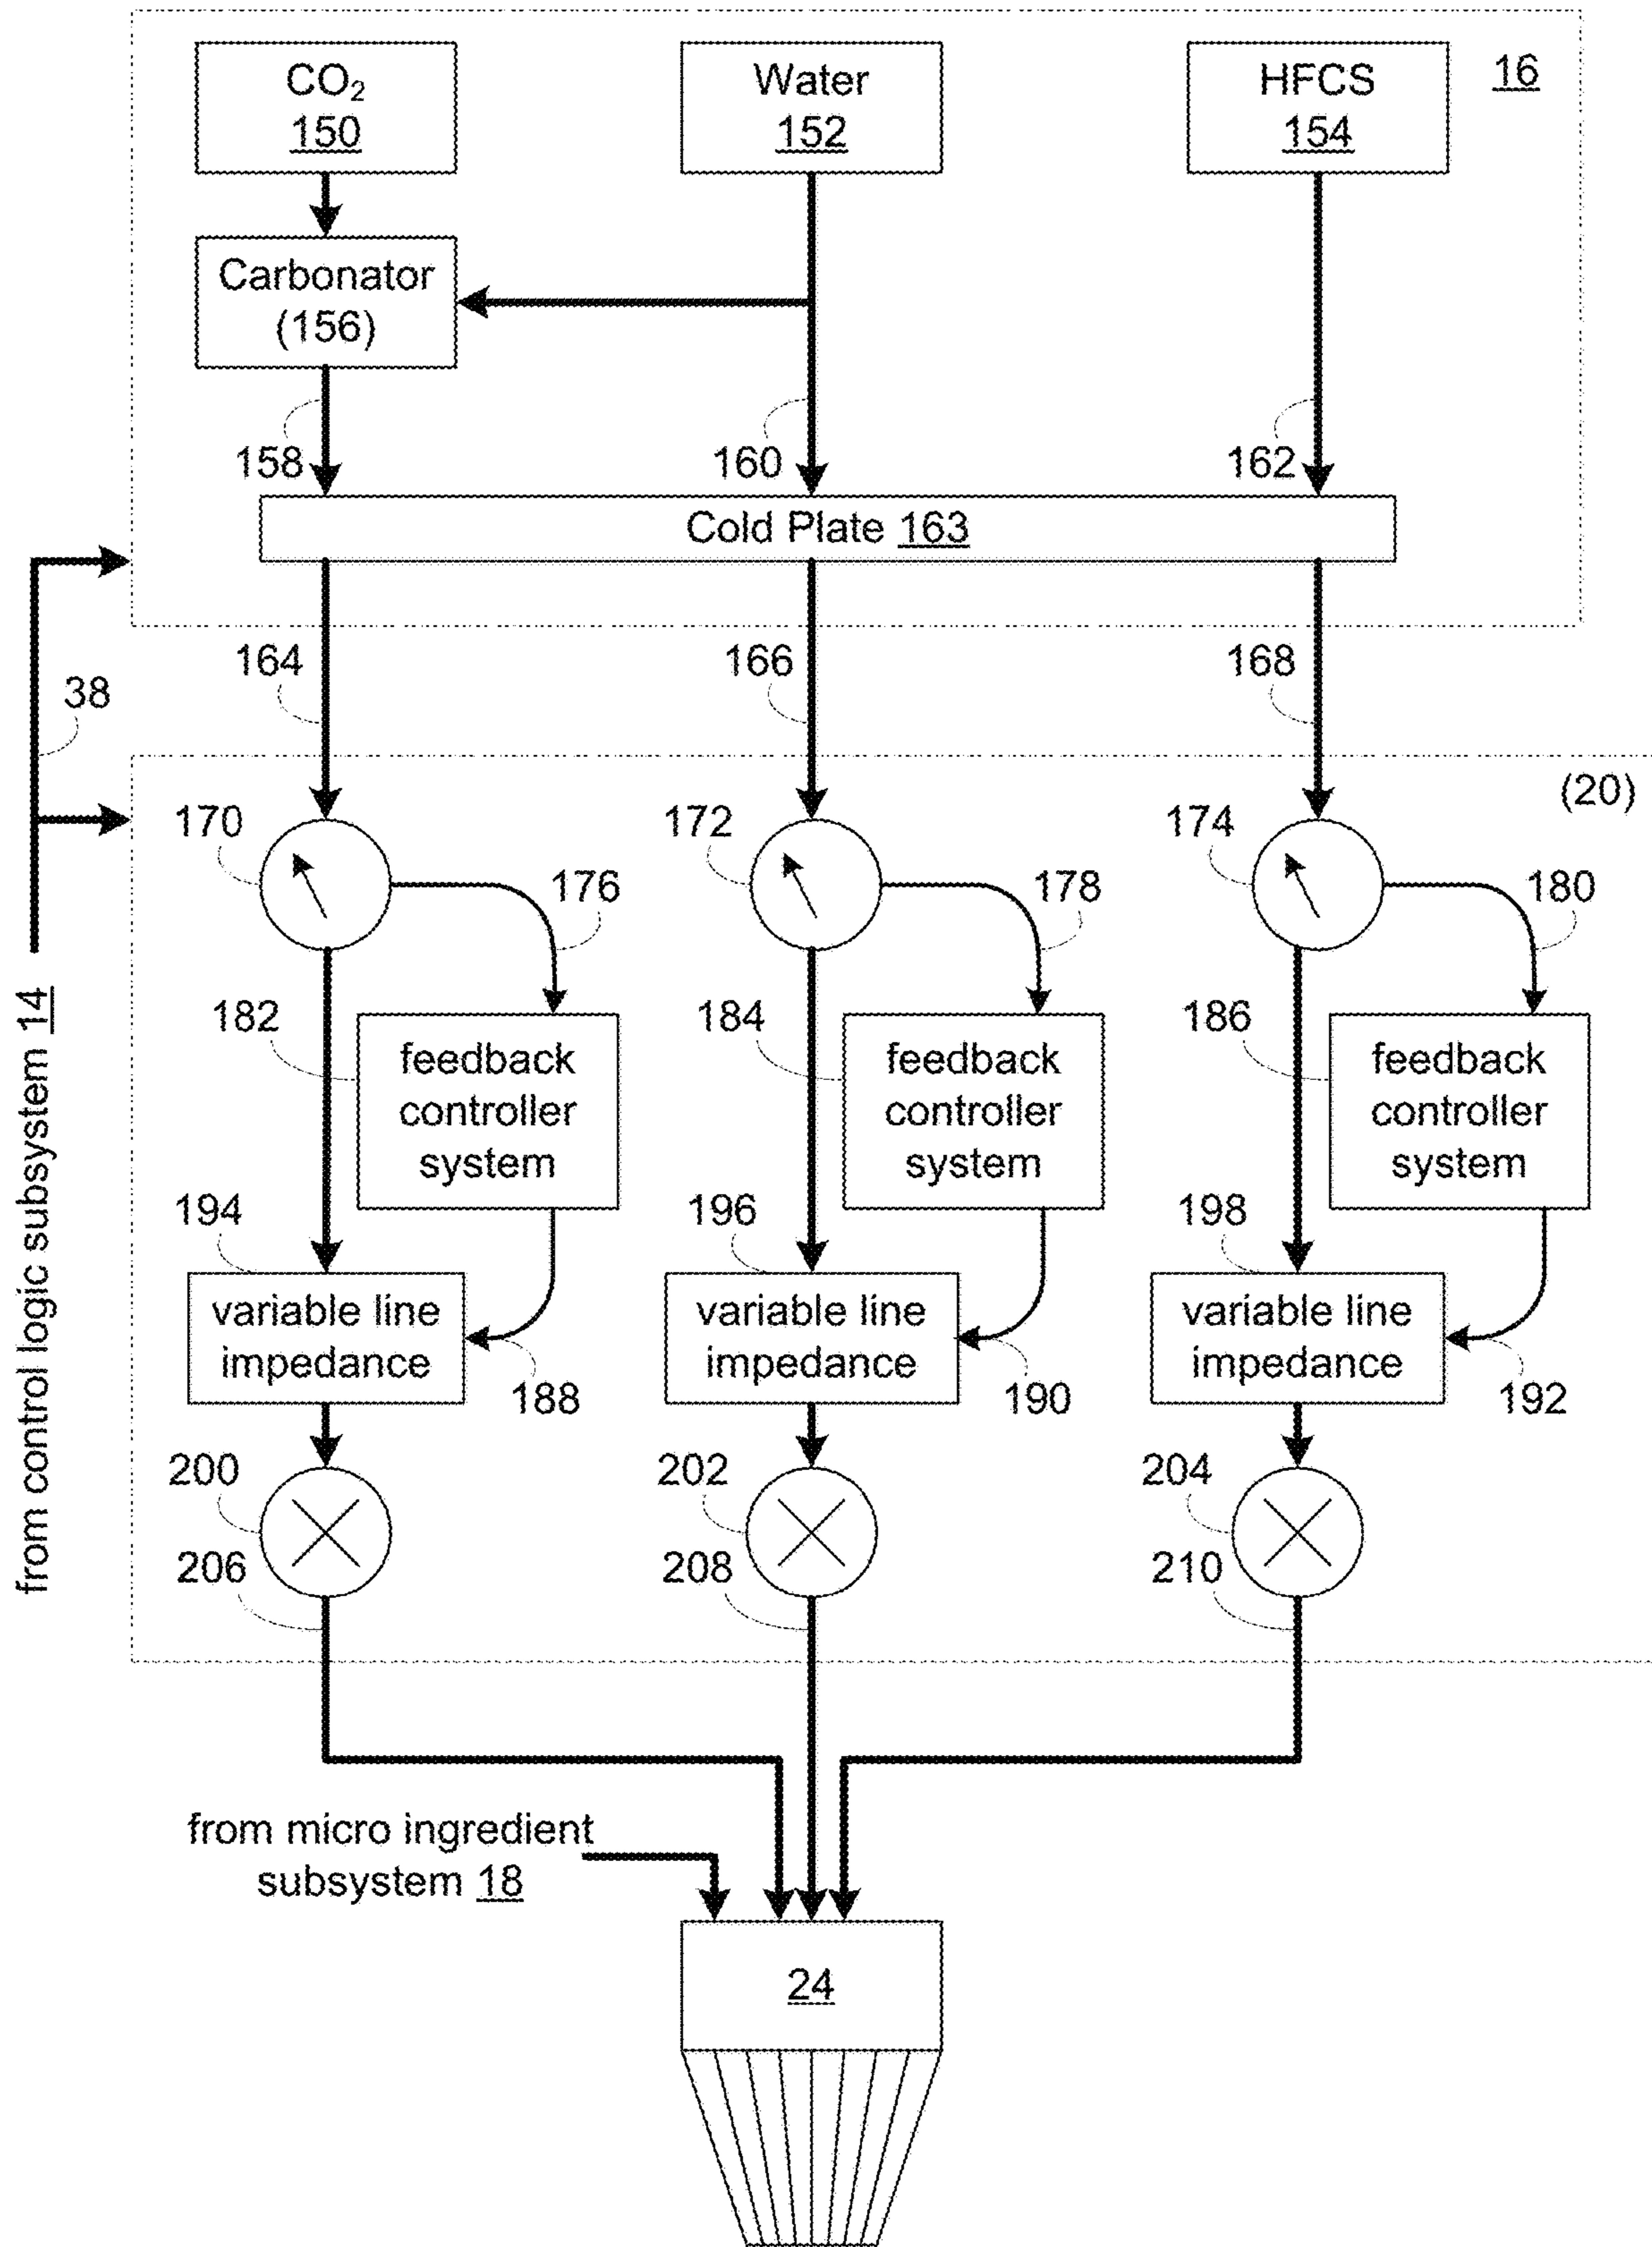 CO₂
150
Water
152
HFCS
154
16
Carbonator
(156)
158
160
162
Cold Plate 163
164
166
168
38
(20)
170
172
174
176
178
180
from control logic subsystem 14
182
feedback
controller
system
184
feedback
controller
system
186
feedback
controller
system
194
variable line
impedance
196
variable line
impedance
198
variable line
impedance
188
190
192
200
202
204
206
208
210
from micro ingredient
subsystem 18
24